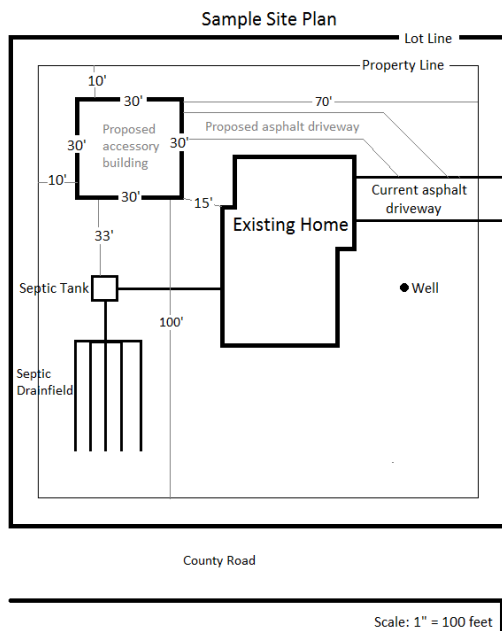 Sample Site Plan
Lot Line
Property Line
10'
30'
70'
Proposed
accessory
building
30'
30'
Proposed asphalt driveway
10'
30'
15'
Current asphalt
driveway
Existing Home
33'
Septic Tank
Well
100'
Septic
Drainfield
County Road
Scale: 1" = 100 feet